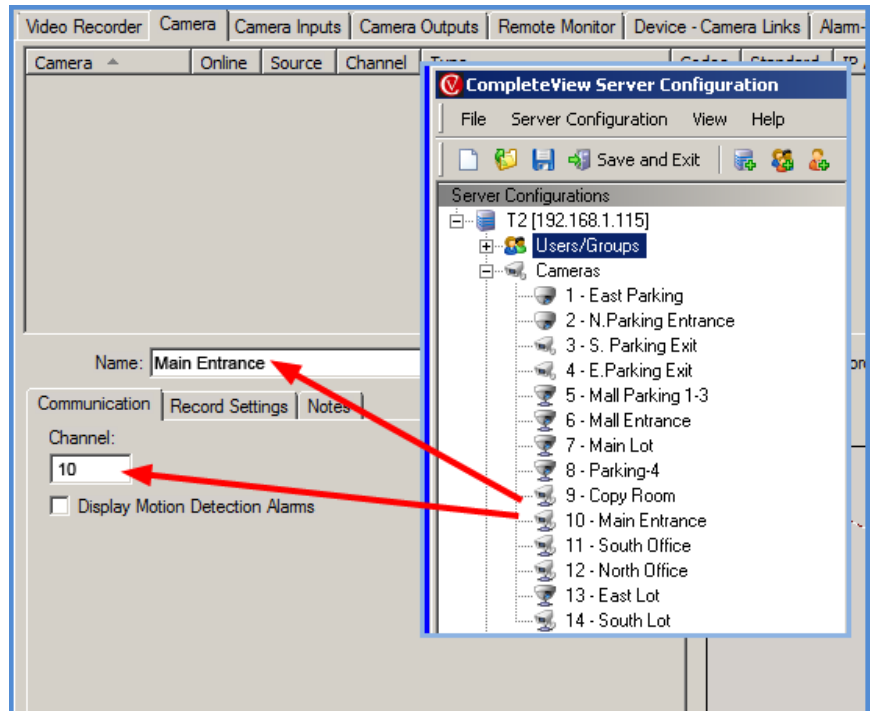 Video Recorder Camera Camera Inputs Camera Outputs Remote Monitor Device - Camera Links Alarm-
Camera Online Source Channel Type Codec Standard IP
CompleteView Server Configuration
File Server Configuration View Help
Save and Exit
Server Configurations
T2 [192.168.1.115]
Users/Groups
Cameras
1 - East Parking
2 - N.Parking Entrance
3 - S. Parking Exit
4 - E.Parking Exit
5 - Mall Parking 1-3
6 - Mall Entrance
7 - Main Lot
8 - Parking-4
9 - Copy Room
10 - Main Entrance
11 - South Office
12 - North Office
13 - East Lot
14 - South Lot
Name: Main Entrance
Communication Record Settings Notes
Channel:
10
Display Motion Detection Alarms